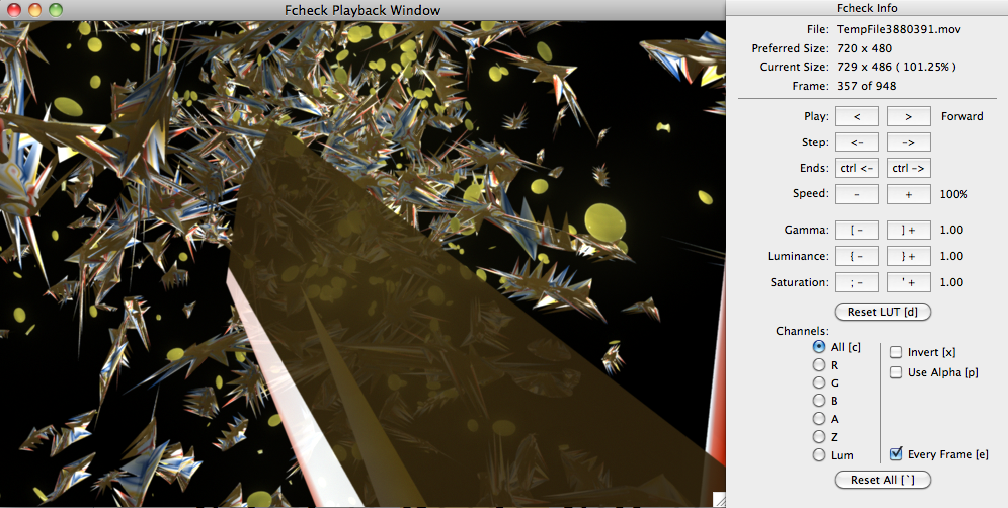 Fcheck Playback Window
Fcheck Info
File: TempFile3880391.mov
Preferred Size: 720 x 480
Current Size: 729 x 486 ( 101.25% )
Frame: 357 of 948
Play: < > Forward
Step: <- ->
Ends: ctrl <- ctrl ->
Speed: - + 100%
Gamma: [ - ] + 1.00
Luminance: { - } + 1.00
Saturation: ; - ' + 1.00
Reset LUT [d]
Channels:
All [c]
R
G
B
A
Z
Lum
Invert [x]
Use Alpha [p]
Every Frame [e]
Reset All [`]